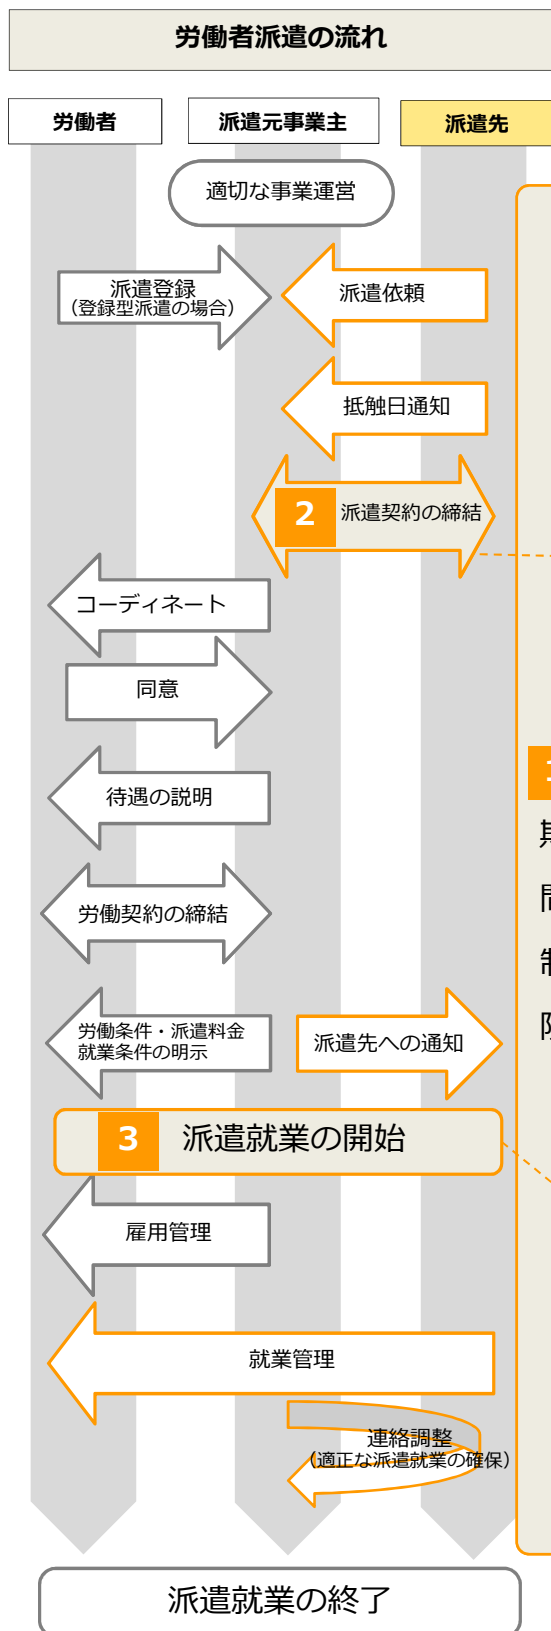 労働者派遣の流れ
労働者
派遣元事業主
派遣先
適切な事業運営
派遣登録
(登録型派遣の場合)
派遣依頼
抵触日通知
2 派遣契約の締結
コーディネート
同意
待遇の説明
労働契約の締結
労働条件・派遣料金
就業条件の明示
派遣先への通知
3 派遣就業の開始
雇用管理
就業管理
連絡調整
(適正な派遣就業の確保)
派遣就業の終了